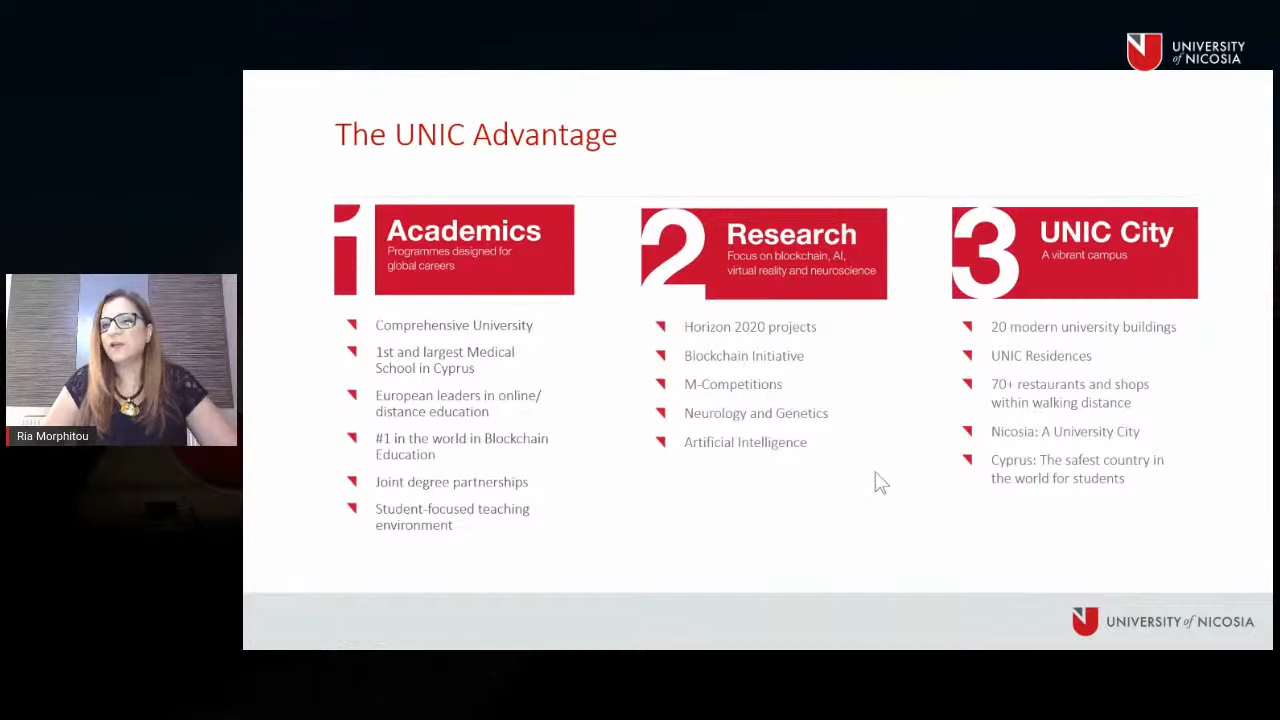 UNIVERSITY
of NICOSIA
The UNIC Advantage
1
Academics
Programmes designed for
global careers
Comprehensive University
1st and largest Medical
School in Cyprus
European leaders in online/
distance education
#1 in the world in Blockchain
Education
Joint degree partnerships
Student-focused teaching
environment
2
Research
Focus on blockchain, AI,
virtual reality and neuroscience
Horizon 2020 projects
Blockchain Initiative
M-Competitions
Neurology and Genetics
Artificial Intelligence
3
UNIC City
A vibrant campus
20 modern university buildings
UNIC Residences
70+ restaurants and shops
within walking distance
Nicosia: A University City
Cyprus: The safest country in
the world for students
Ria Morphitou
UNIVERSITY of NICOSIA